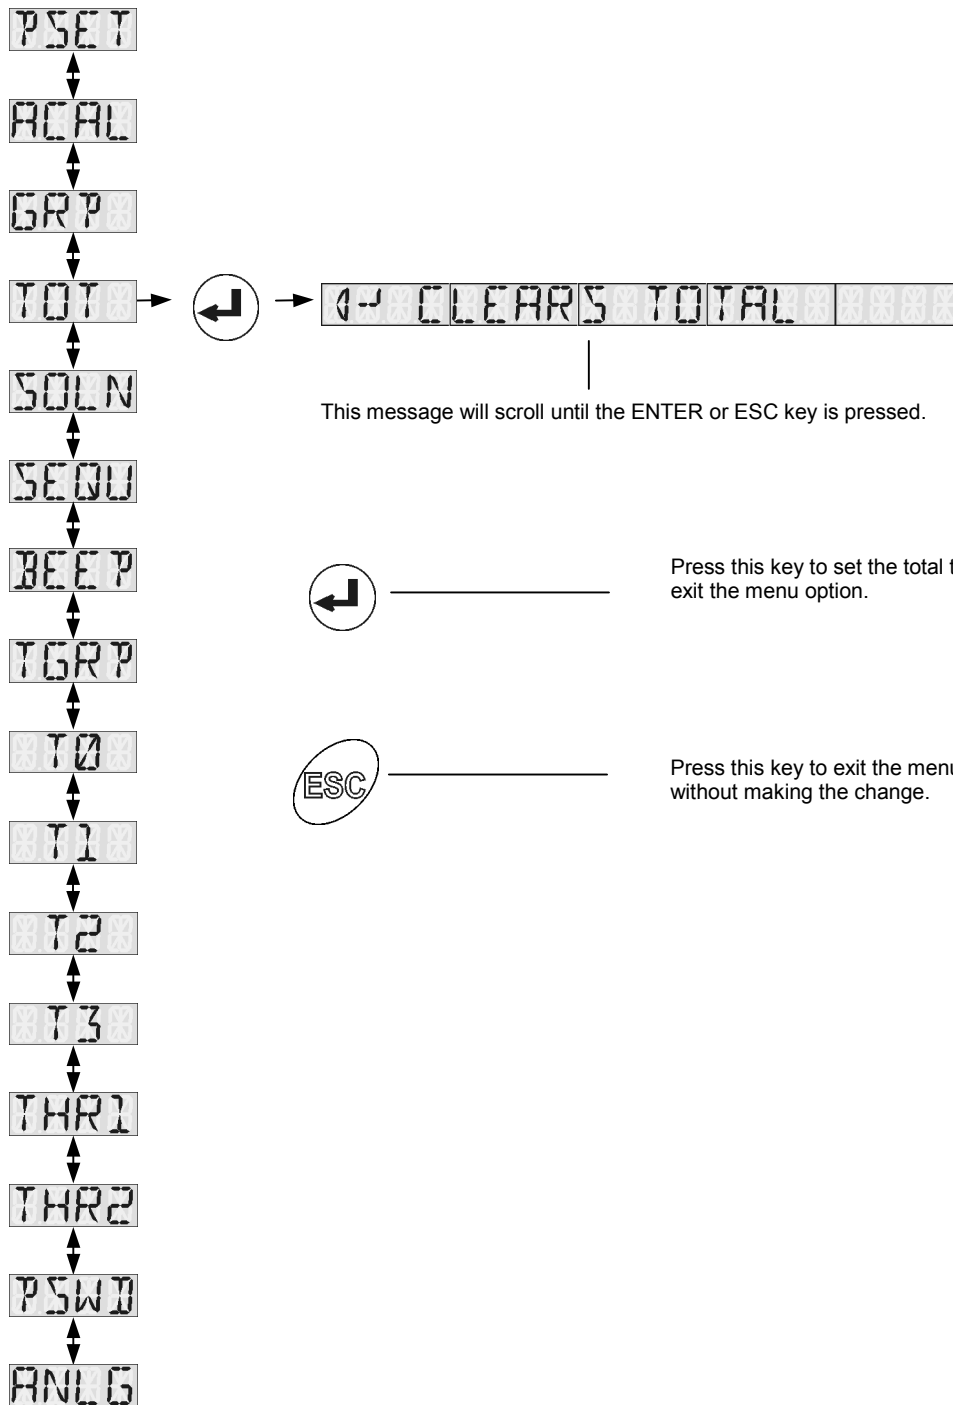 PSET
ACAL
GRP
TOT
↵ CLEARS TOTAL
This message will scroll until the ENTER or ESC key is pressed.
SOLN
SEQU
BEEP
Press this key to set the total
exit the menu option.
TGRP
T0
ESC
Press this key to exit the menu
without making the change.
T1
T2
T3
THR1
THR2
PSWD
ANLG